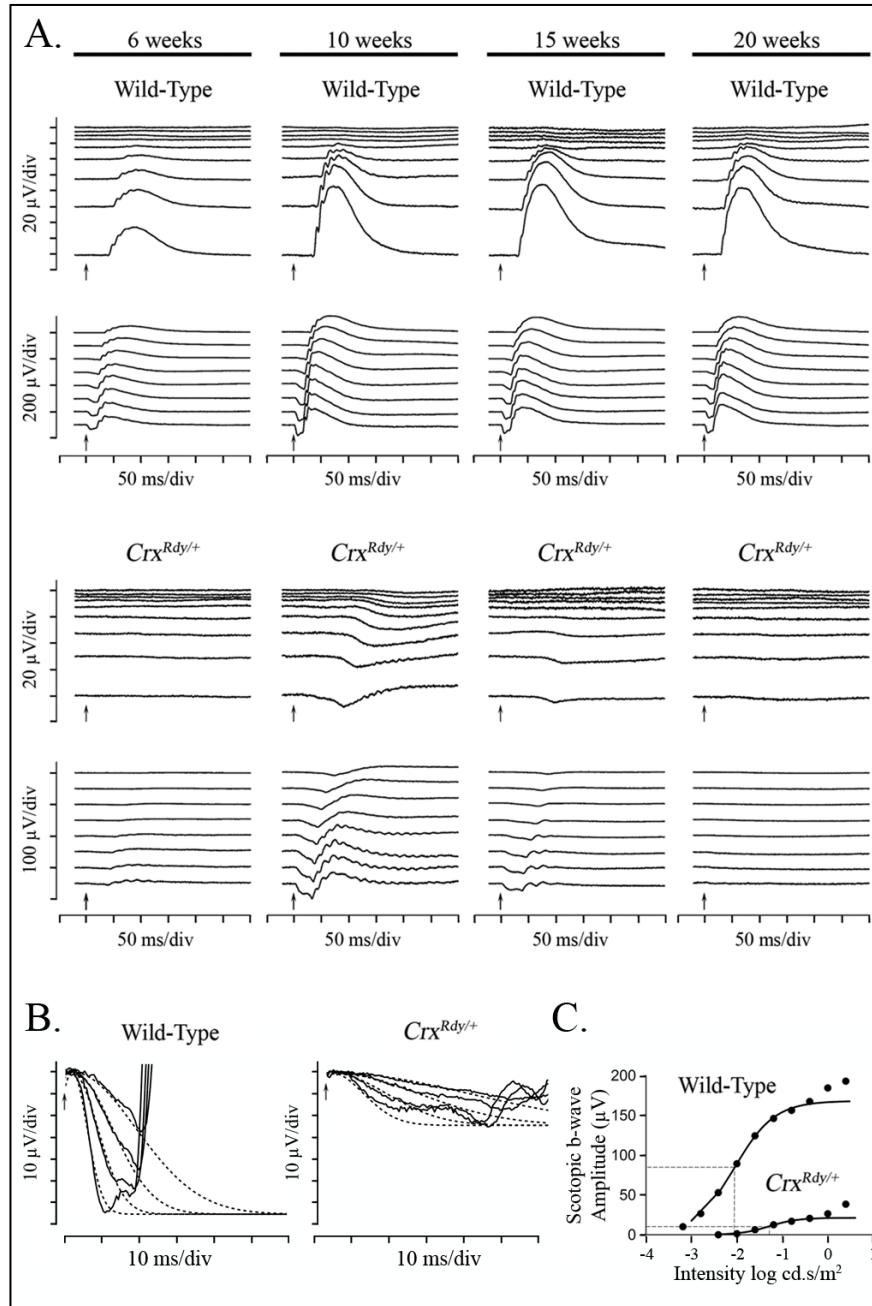 A.
6 weeks 10 weeks 15 weeks 20 weeks
Wild-Type Wild-Type Wild-Type Wild-Type
20 µV/div
200 µV/div
50 ms/div 50 ms/div 50 ms/div 50 ms/div
Crx^Rdy/+ Crx^Rdy/+ Crx^Rdy/+ Crx^Rdy/+
20 µV/div
100 µV/div
50 ms/div 50 ms/div 50 ms/div 50 ms/div
B.
Wild-Type
10 µV/div
10 ms/div
Crx^Rdy/+
10 µV/div
10 ms/div
C.
Scotopic b-wave
Amplitude (µV)
200
150
100
50
0
Wild-Type
Crx^Rdy/+
-4 -3 -2 -1 0 1
Intensity log cd.s/m²